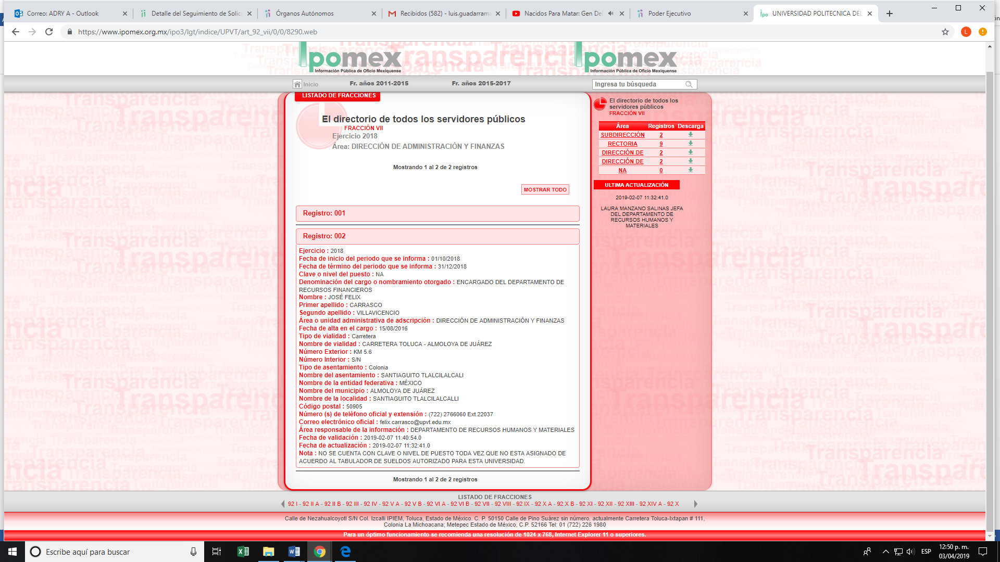 Correo: ADRY A - Outlook
Detalle del Seguimiento de Solic
Órganos Autónomos
Recibidos (582) - luis.guadarrama
Nacidos Para Matar: Gen De
Poder Ejecutivo
UNIVERSIDAD POLITECNICA DEL
https://www.ipomex.org.mx/ipo3/lgt/indice/UPVT/art_92_vii/0/0/8290.web
L
Ipomex
Información Pública de Oficio Mexiquense
Ipomex
Información Pública de Oficio Mexiquense
Transparencia
Inicio
Fr. años 2011-2015
Fr. años 2015-2017
Ingresa tu búsqueda
LISTADO DE FRACCIONES
El directorio de todos los servidores públicos
FRACCIÓN VII
Ejercicio 2018
Área: DIRECCIÓN DE ADMINISTRACIÓN Y FINANZAS
Mostrando 1 al 2 de 2 registros
MOSTRAR TODO
Registro: 001
Registro: 002
Ejercicio : 2018
Fecha de inicio del periodo que se informa : 01/10/2018
Fecha de término del periodo que se informa : 31/12/2018
Clave o nivel del puesto : NA
Denominación del cargo o nombramiento otorgado : ENCARGADO DEL DEPARTAMENTO DE
RECURSOS FINANCIEROS
Nombre : JOSÉ FELIX
Primer apellido : CARRASCO
Segundo apellido : VILLAVICENCIO
Área o unidad administrativa de adscripción : DIRECCIÓN DE ADMINISTRACIÓN Y FINANZAS
Fecha de alta en el cargo : 15/08/2016
Tipo de vialidad : Carretera
Nombre de vialidad : CARRETERA TOLUCA - ALMOLOYA DE JUÁREZ
Número Exterior : KM 5.6
Número Interior : S/N
Tipo de asentamiento : Colonia
Nombre del asentamiento : SANTIAGUITO TLALCILALCALI
Nombre de la entidad federativa : MÉXICO
Nombre del municipio : ALMOLOYA DE JUÁREZ
Nombre de la localidad : SANTIAGUITO TLALCILALCALLI
Código postal : 50905
Número (s) de teléfono oficial y extensión : (722) 2766060 Ext.22037
Correo electrónico oficial : felix.carrasco@upvt.edu.mx
Área responsable de la información : DEPARTAMENTO DE RECURSOS HUMANOS Y MATERIALES
Fecha de validación : 2019-02-07 11:40:54.0
Fecha de actualización : 2019-02-07 11:32:41.0
Nota : NO SE CUENTA CON CLAVE O NIVEL DE PUESTO TODA VEZ QUE NO ESTA ASIGNADO DE
ACUERDO AL TABULADOR DE SUELDOS AUTORIZADO PARA ESTA UNIVERSIDAD.
Mostrando 1 al 2 de 2 registros
El directorio de todos los
servidores públicos
FRACCIÓN VII
Área Registros Descarga
SUBDIRECCIÓN 2
RECTORIA 9
DIRECCIÓN DE 2
DIRECCIÓN DE 2
NA 0
ULTIMA ACTUALIZACIÓN
2019-02-07 11:32:41.0
LAURA MANZANO SALINAS JEFA
DEL DEPARTAMENTO DE
RECURSOS HUMANOS Y
MATERIALES
LISTADO DE FRACCIONES
92 I - 92 II A - 92 II B - 92 III - 92 IV - 92 V A - 92 V B - 92 VI A - 92 VI B - 92 VII - 92 VIII - 92 IX - 92 X A - 92 X B - 92 XI - 92 XII - 92 XIII - 92 XIV A - 92 X
Calle de Nezahualcoyotl S/N Col. Izcalli IPIEM, Toluca, Estado de México. C. P. 50150 Calle de Pino Suárez sin número, actualmente Carretera Toluca-Ixtapan # 111,
Colonia La Michoacana; Metepec Estado de México, C.P. 52166 Tel: 01 (722) 226 1980
Para un óptimo funcionamiento se recomienda una resolución de 1024 x 768, Internet Explorer 11 o superiores.
Escribe aquí para buscar
ESP
12:50 p. m.
03/04/2019